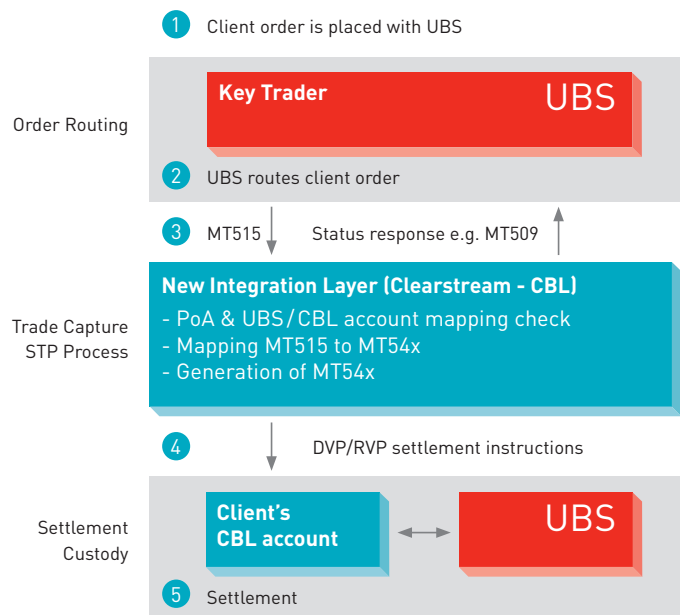 1 Client order is placed with UBS
Order Routing
Key Trader
UBS
2 UBS routes client order
3 MT515
Status response e.g. MT509
Trade Capture
STP Process
New Integration Layer (Clearstream - CBL)
- PoA & UBS/CBL account mapping check
- Mapping MT515 to MT54x
- Generation of MT54x
4 DVP/RVP settlement instructions
Settlement
Custody
Client's
CBL account
UBS
5 Settlement